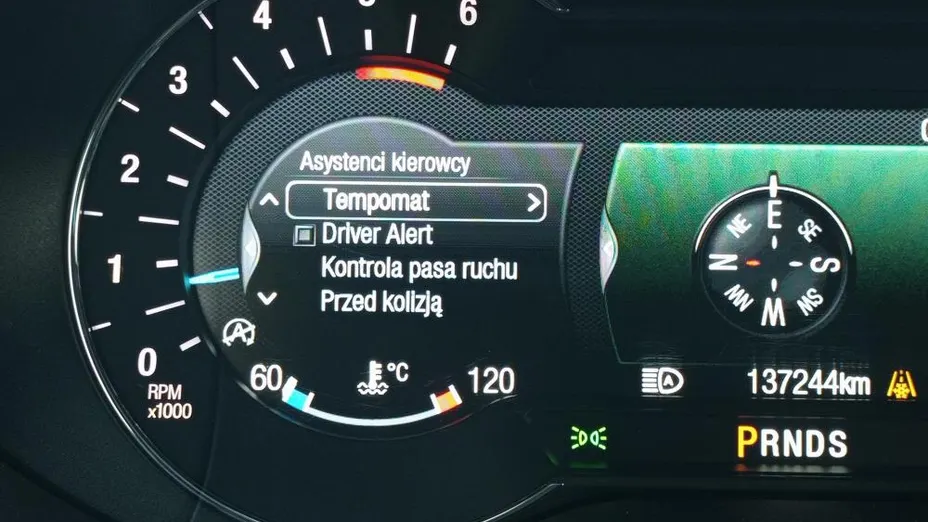 4
5
6
3
2
1
0
RPM
x1000
Asystenci kierowcy
Tempomat
Driver Alert
Kontrola pasa ruchu
Przed kolizją
60
°C
120
E
NE
SE
N
S
NW
SW
W
A
137244km
PRNDS